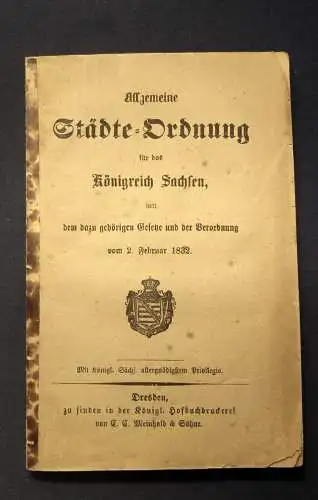 Allgemeine
Städte=Ordnung
für das
Königreich Sachsen,
mit
dem dazu gehörigen Gesetze und der Verordnung
vom 2. Februar 1832.
Mit Königl. Sächs. allergnädigstem Privilegio.
Dresden,
zu finden in der Königl. Hofbuchdruckerei
von C. C. Meinhold & Söhne.